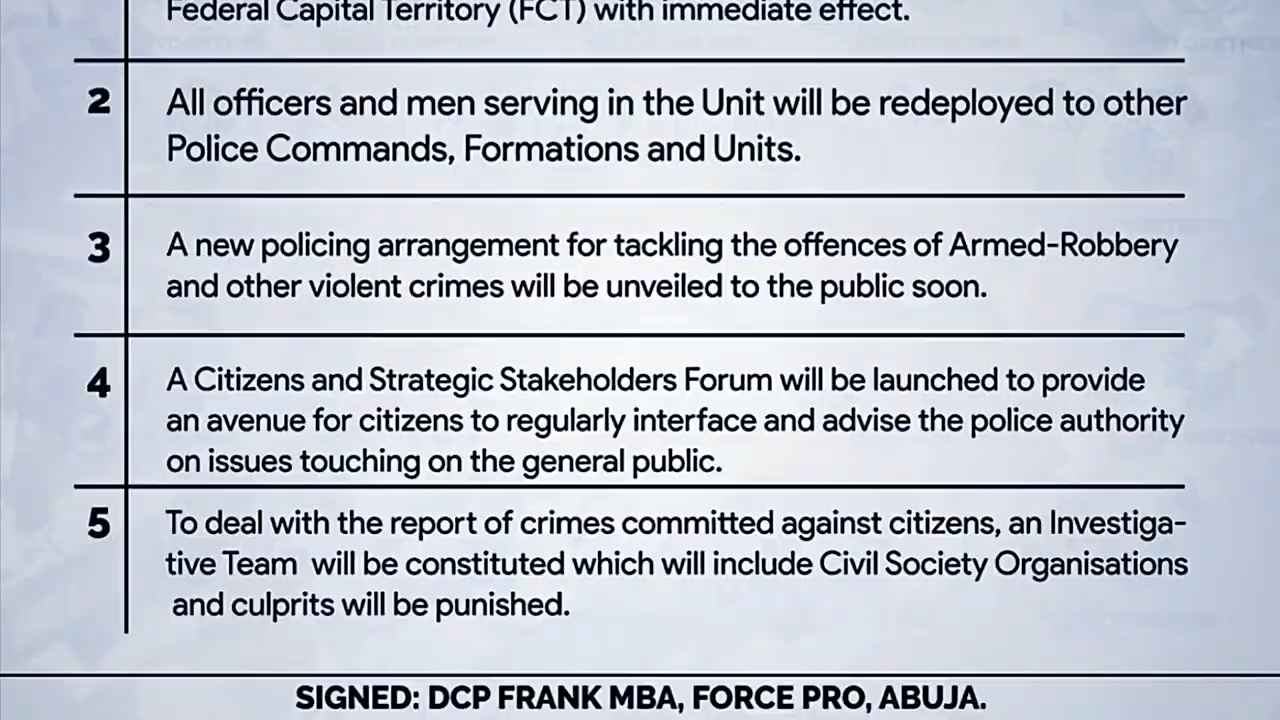 Federal Capital Territory (FCT) with immediate effect.
2 All officers and men serving in the Unit will be redeployed to other
Police Commands, Formations and Units.
3 A new policing arrangement for tackling the offences of Armed-Robbery
and other violent crimes will be unveiled to the public soon.
4 A Citizens and Strategic Stakeholders Forum will be launched to provide
an avenue for citizens to regularly interface and advise the police authority
on issues touching on the general public.
5 To deal with the report of crimes committed against citizens, an Investiga-
tive Team will be constituted which will include Civil Society Organisations
and culprits will be punished.
SIGNED: DCP FRANK MBA, FORCE PRO, ABUJA.